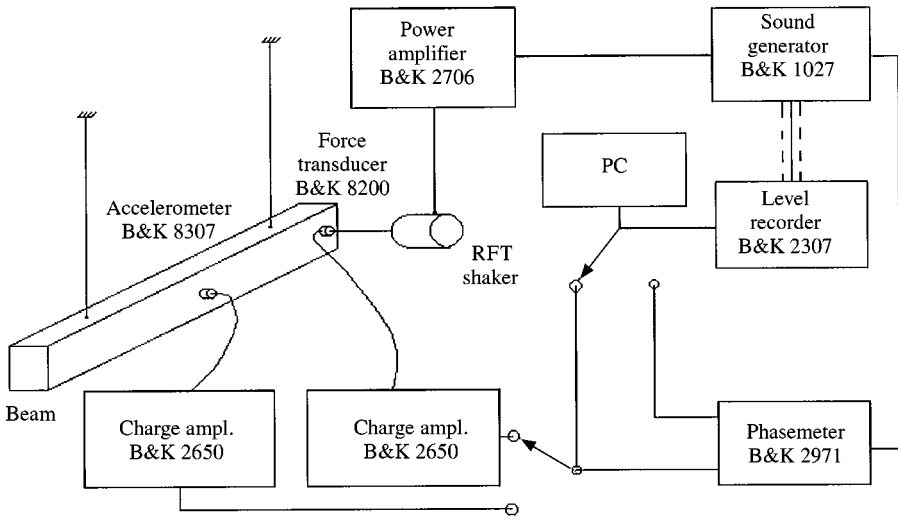 Power
amplifier
B&K 2706
Sound
generator
B&K 1027
Force
transducer
B&K 8200
PC
Accelerometer
B&K 8307
Level
recorder
B&K 2307
RFT
shaker
Beam
Charge ampl.
B&K 2650
Charge ampl.
B&K 2650
Phasemeter
B&K 2971